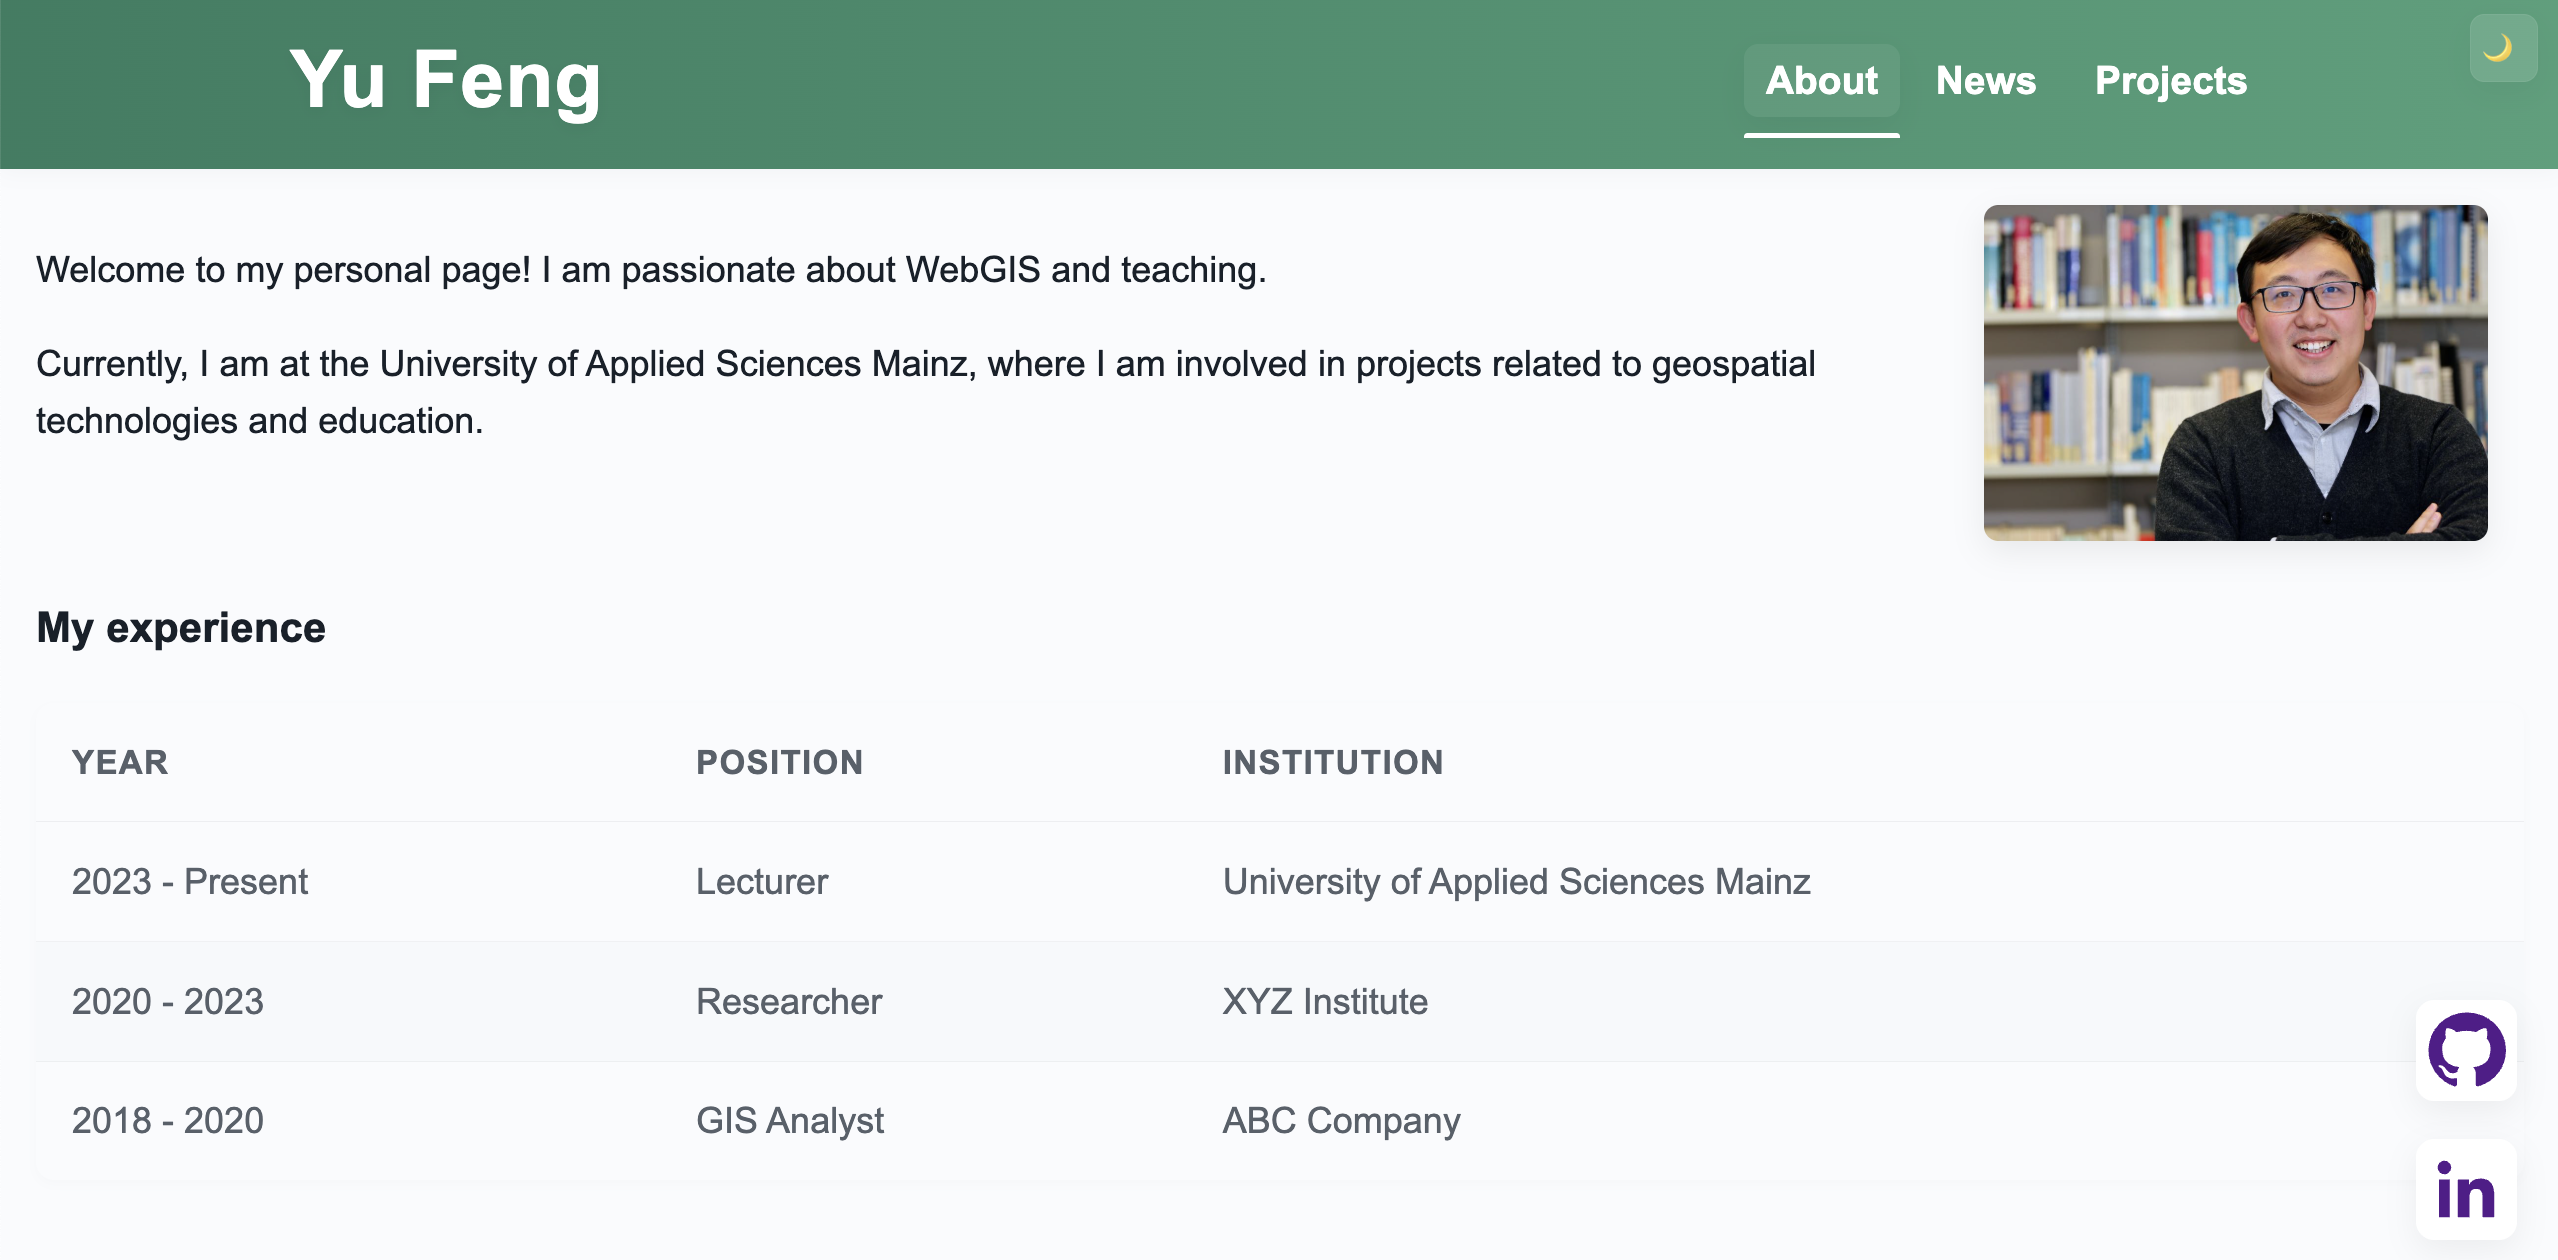 Yu Feng
About News Projects
Welcome to my personal page! I am passionate about WebGIS and teaching.
Currently, I am at the University of Applied Sciences Mainz, where I am involved in projects related to geospatial
technologies and education.
My experience
YEAR POSITION INSTITUTION
2023 - Present Lecturer University of Applied Sciences Mainz
2020 - 2023 Researcher XYZ Institute
2018 - 2020 GIS Analyst ABC Company
in